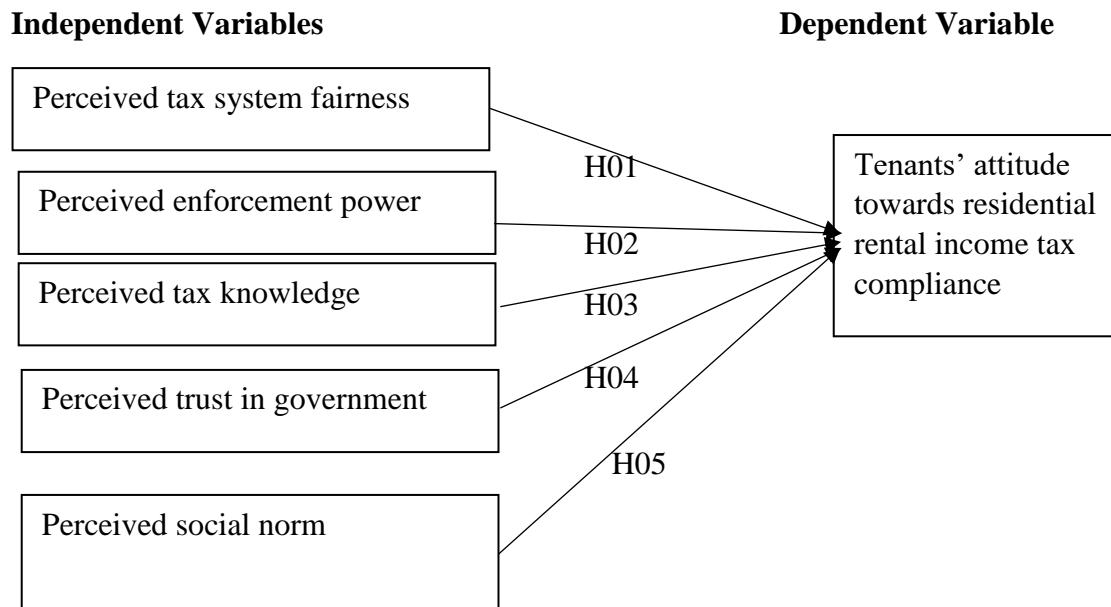 Independent Variables
Dependent Variable
Perceived tax system fairness
H01
Perceived enforcement power
H02
Perceived tax knowledge
H03
Perceived trust in government
H04
Perceived social norm
H05
Tenants’ attitude
towards residential
rental income tax
compliance